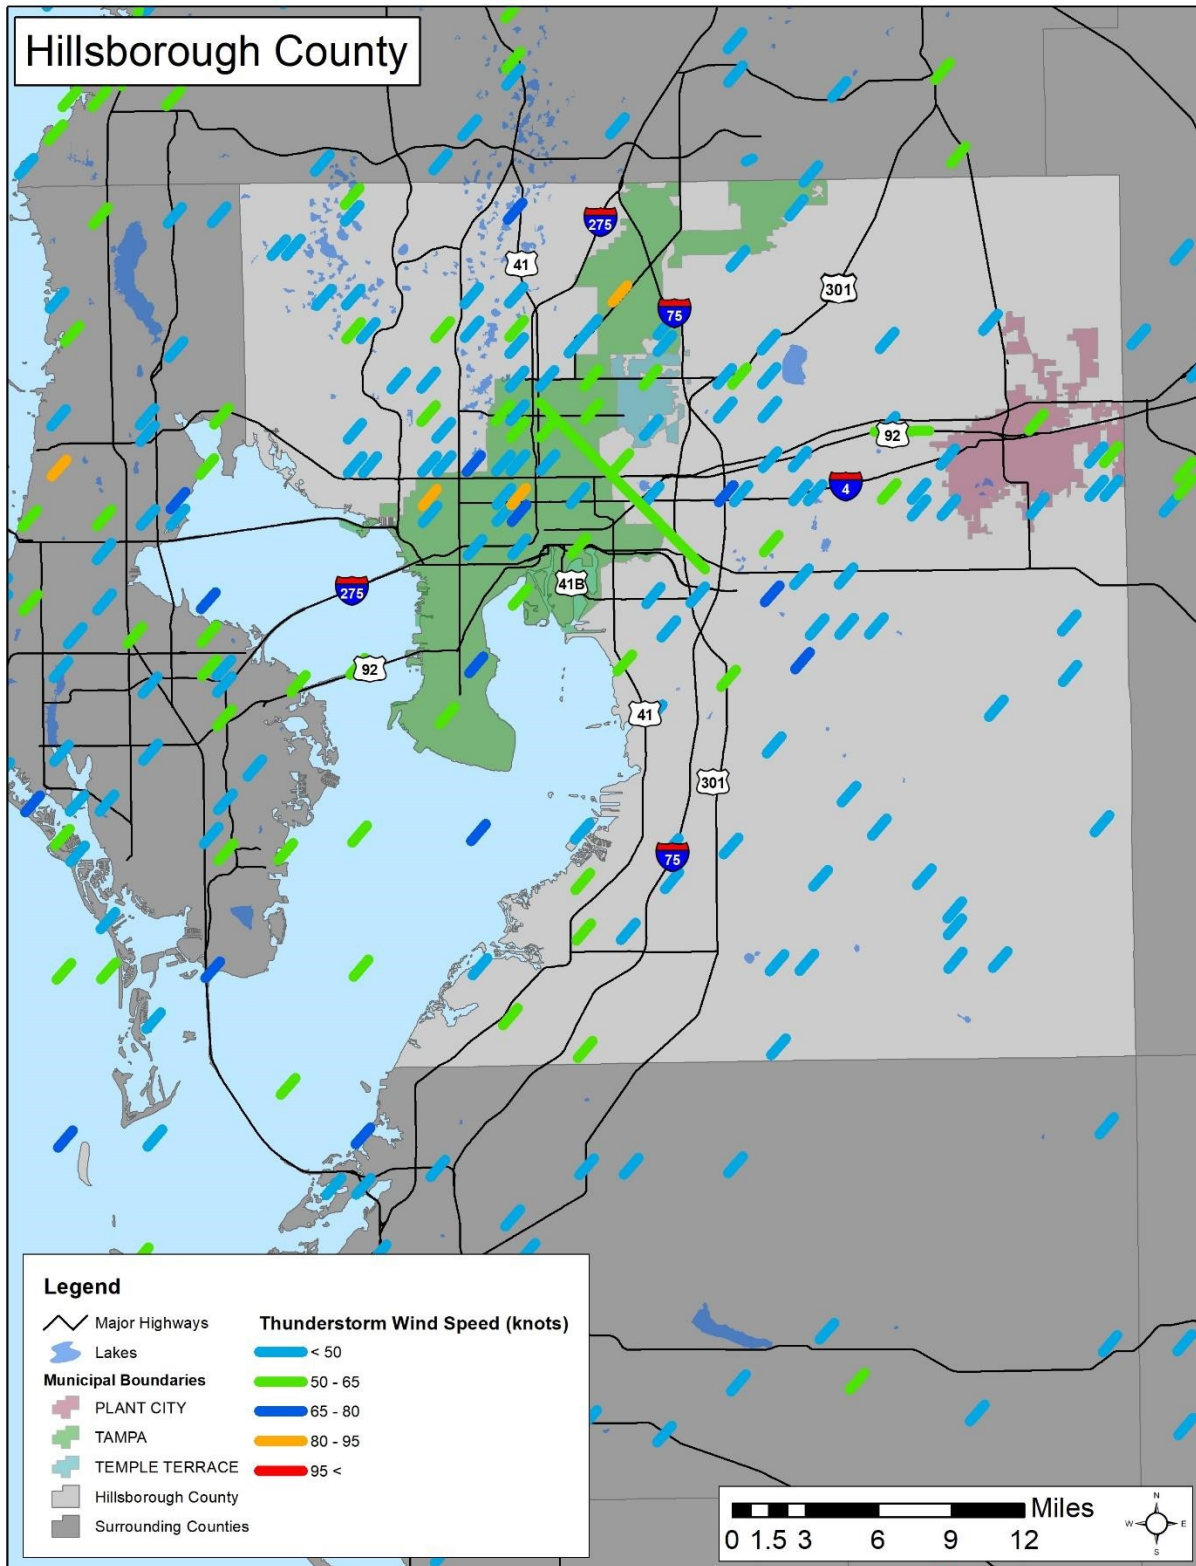 Hillsborough County
275
41
301
75
92
4
41B
275
92
41
301
75
Legend
Major Highways
Lakes
Municipal Boundaries
PLANT CITY
TAMPA
TEMPLE TERRACE
Hillsborough County
Surrounding Counties
Thunderstorm Wind Speed (knots)
< 50
50 - 65
65 - 80
80 - 95
95 <
Miles
0 1.5 3 6 9 12
N
W E
S